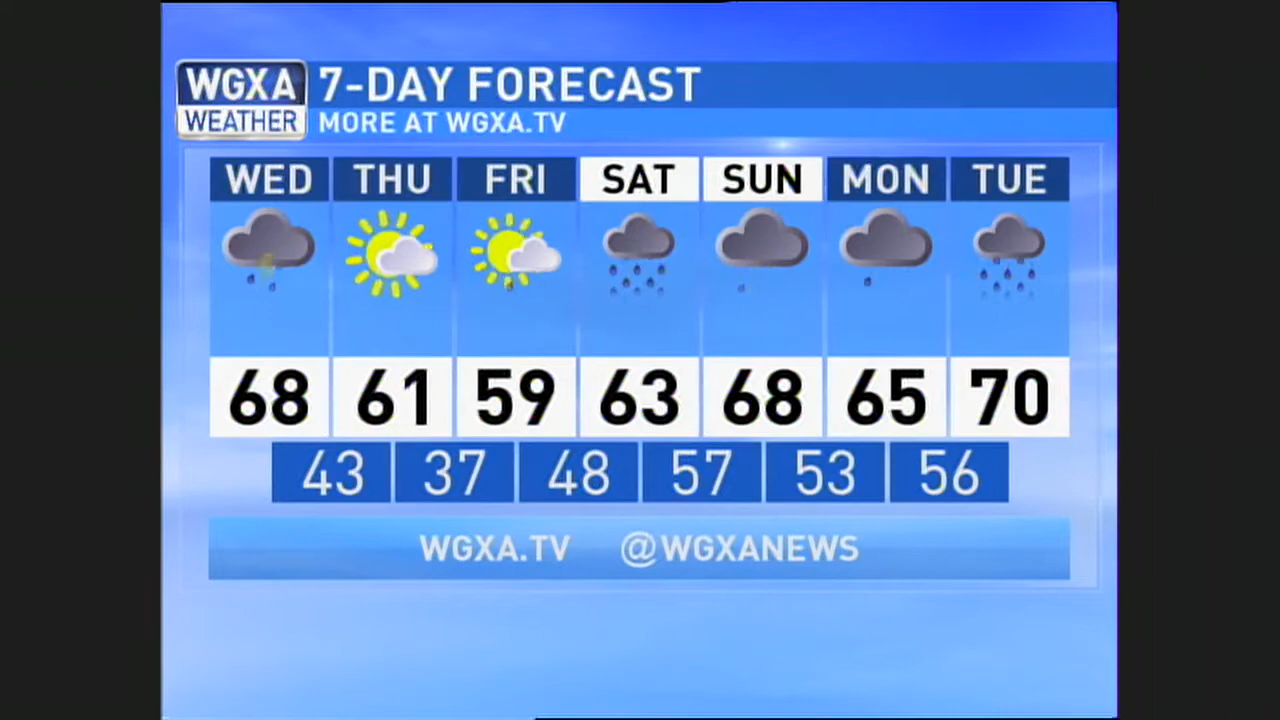 WGXA
WEATHER
7-DAY FORECAST
MORE AT WGXA.TV
WED THU FRI SAT SUN MON TUE
68 61 59 63 68 65 70
43 37 48 57 53 56
WGXA.TV @WGXANEWS